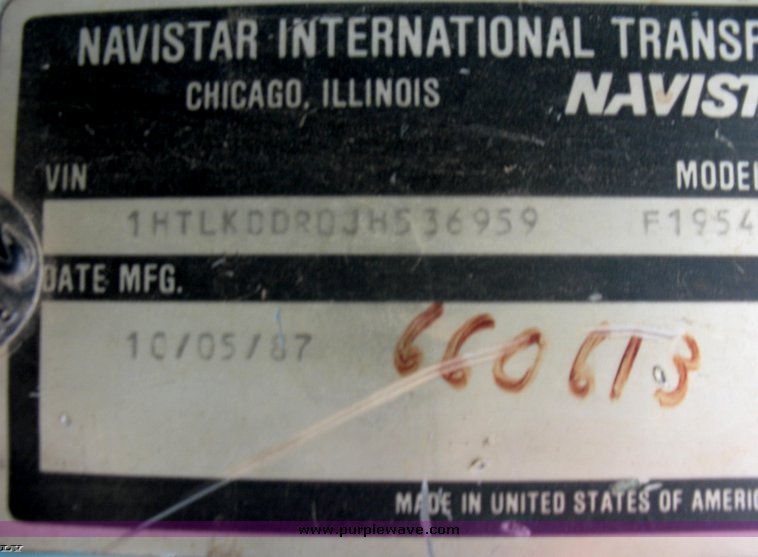 NAVISTAR INTERNATIONAL TRANSF
CHICAGO, ILLINOIS NAVIST
VIN MODEL
1HTLKDDR0JH536959 F1954
DATE MFG.
10/05/87 660613
MADE IN UNITED STATES OF AMERIC
www.purplewave.com